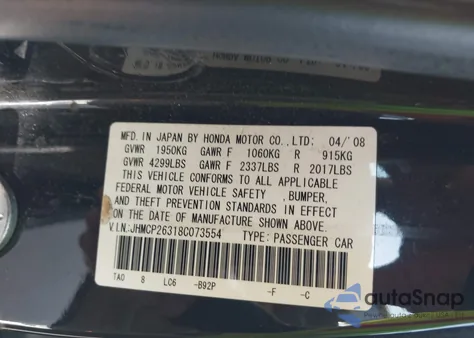 MFD. IN JAPAN BY HONDA MOTOR CO., LTD. 04/'08
GVWR 1950KG GAWR F 1060KG R 915KG
GVWR 4299LBS GAWR F 2337LBS R 2017LBS
THIS VEHICLE CONFORMS TO ALL APPLICABLE
FEDERAL MOTOR VEHICLE SAFETY , BUMPER,
AND THEFT PREVENTION STANDARDS IN EFFECT
ON THE DATE OF MANUFACTURE SHOWN ABOVE.
V.I.N:JHMCP26318C073554 TYPE: PASSENGER CAR
TA0 8 LC6 -B92P -F -C
autoSnap